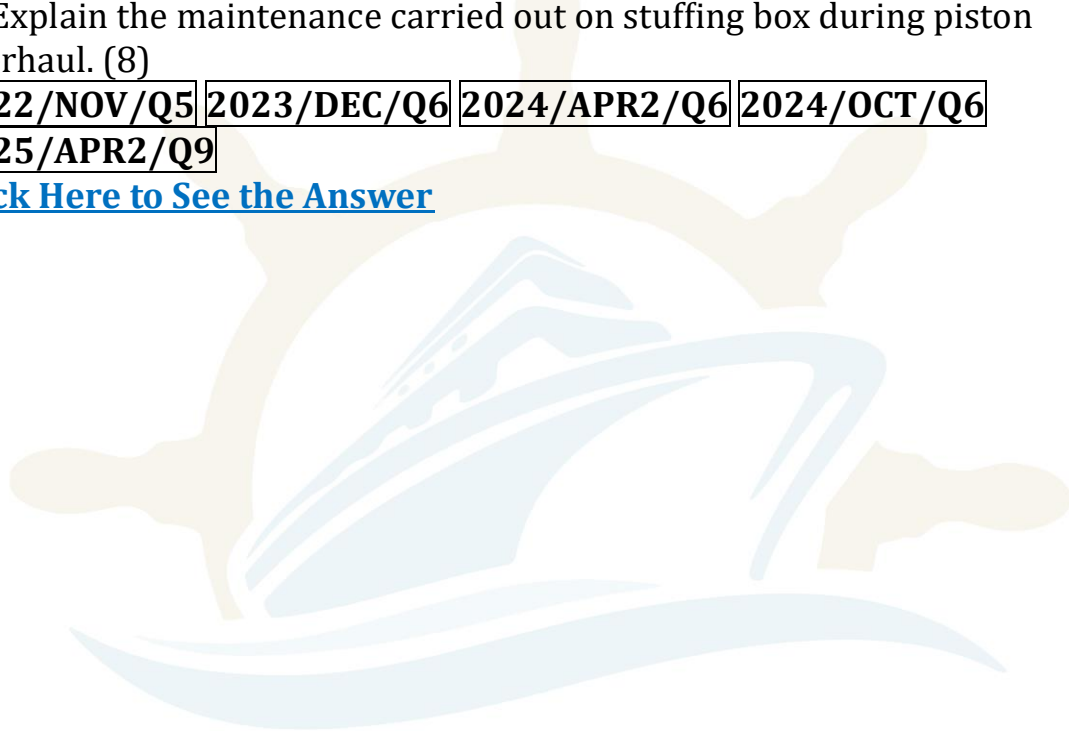 Explain the maintenance carried out on stuffing box during piston
rhaul. (8)
22/NOV/Q5 2023/DEC/Q6 2024/APR2/Q6 2024/OCT/Q6
25/APR2/Q9
ck Here to See the Answer